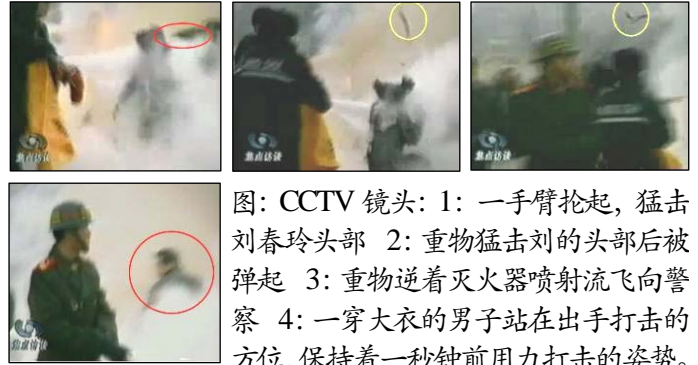 焦点访谈
焦点访谈
焦点访谈
焦点访谈
图: CCTV 镜头: 1: 一手臂抡起, 猛击
刘春玲头部 2: 重物猛击刘的头部后被
弹起 3: 重物逆着灭火器喷射流飞向警
察 4: 一穿大衣的男子站在出手打击的
方位,保持着一秒钟前用力打击的姿势。